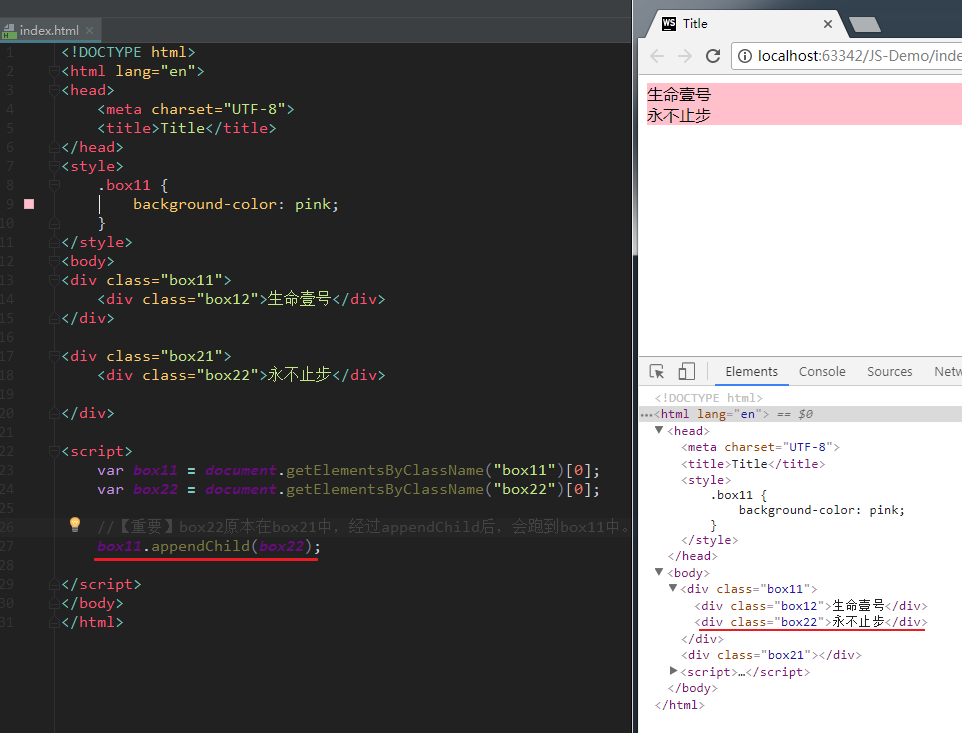 index.html ×
1 <!DOCTYPE html>
2 <html lang="en">
3 <head>
4 <meta charset="UTF-8">
5 <title>Title</title>
6 </head>
7 <style>
8 .box11 {
9 background-color: pink;
10 }
11 </style>
12 <body>
13 <div class="box11">
14 <div class="box12">生命壹号</div>
15 </div>
16
17 <div class="box21">
18 <div class="box22">永不止步</div>
19
20 </div>
21
22 <script>
23 var box11 = document.getElementsByClassName("box11")[0];
24 var box22 = document.getElementsByClassName("box22")[0];
25
26 //【重要】box22原本在box21中，经过appendChild后，会跑到box11中。
27 box11.appendChild(box22);
28
29 </script>
30 </body>
31 </html>
WS Title ×
localhost:63342/JS-Demo/inde
生命壹号
永不止步
Elements Console Sources Netw
<!DOCTYPE html>
…<html lang="en"> == $0
▼<head>
<meta charset="UTF-8">
<title>Title</title>
<style>
.box11 {
background-color: pink;
}
</style>
</head>
▼<body>
▼<div class="box11">
<div class="box12">生命壹号</div>
<div class="box22">永不止步</div>
</div>
<div class="box21"></div>
▶<script>…</script>
</body>
</html>